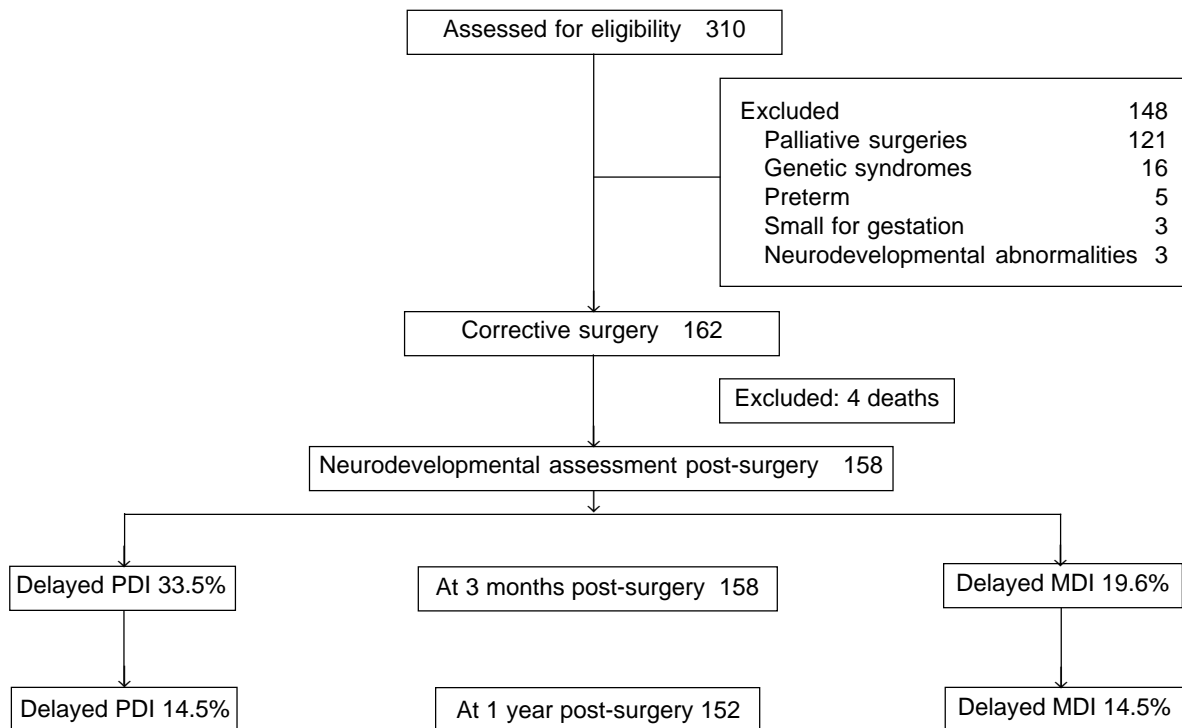 Assessed for eligibility 310
Excluded 148
Palliative surgeries 121
Genetic syndromes 16
Preterm 5
Small for gestation 3
Neurodevelopmental abnormalities 3
Corrective surgery 162
Excluded: 4 deaths
Neurodevelopmental assessment post-surgery 158
Delayed PDI 33.5%
At 3 months post-surgery 158
Delayed MDI 19.6%
Delayed PDI 14.5%
At 1 year post-surgery 152
Delayed MDI 14.5%